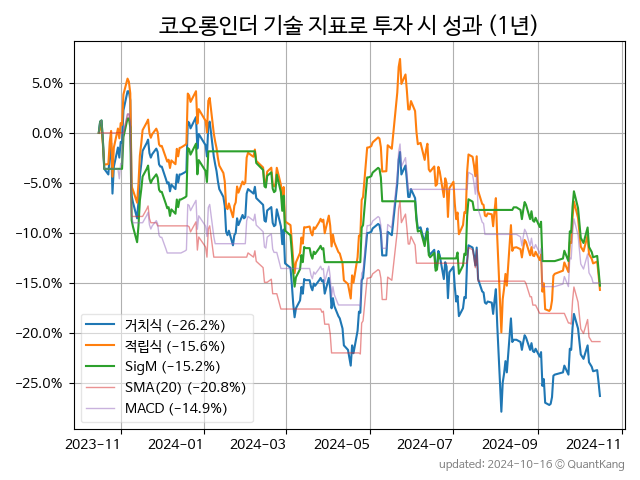 코오롱인더 기술 지표로 투자 시 성과 (1년)
5.0%
0.0%
−5.0%
−10.0%
−15.0%
−20.0%
−25.0%
거치식 (−26.2%)
적립식 (−15.6%)
SigM (−15.2%)
SMA(20) (−20.8%)
MACD (−14.9%)
2023−11 2024−01 2024−03 2024−05 2024−07 2024−09 2024−11
updated: 2024-10-16 © QuantKang